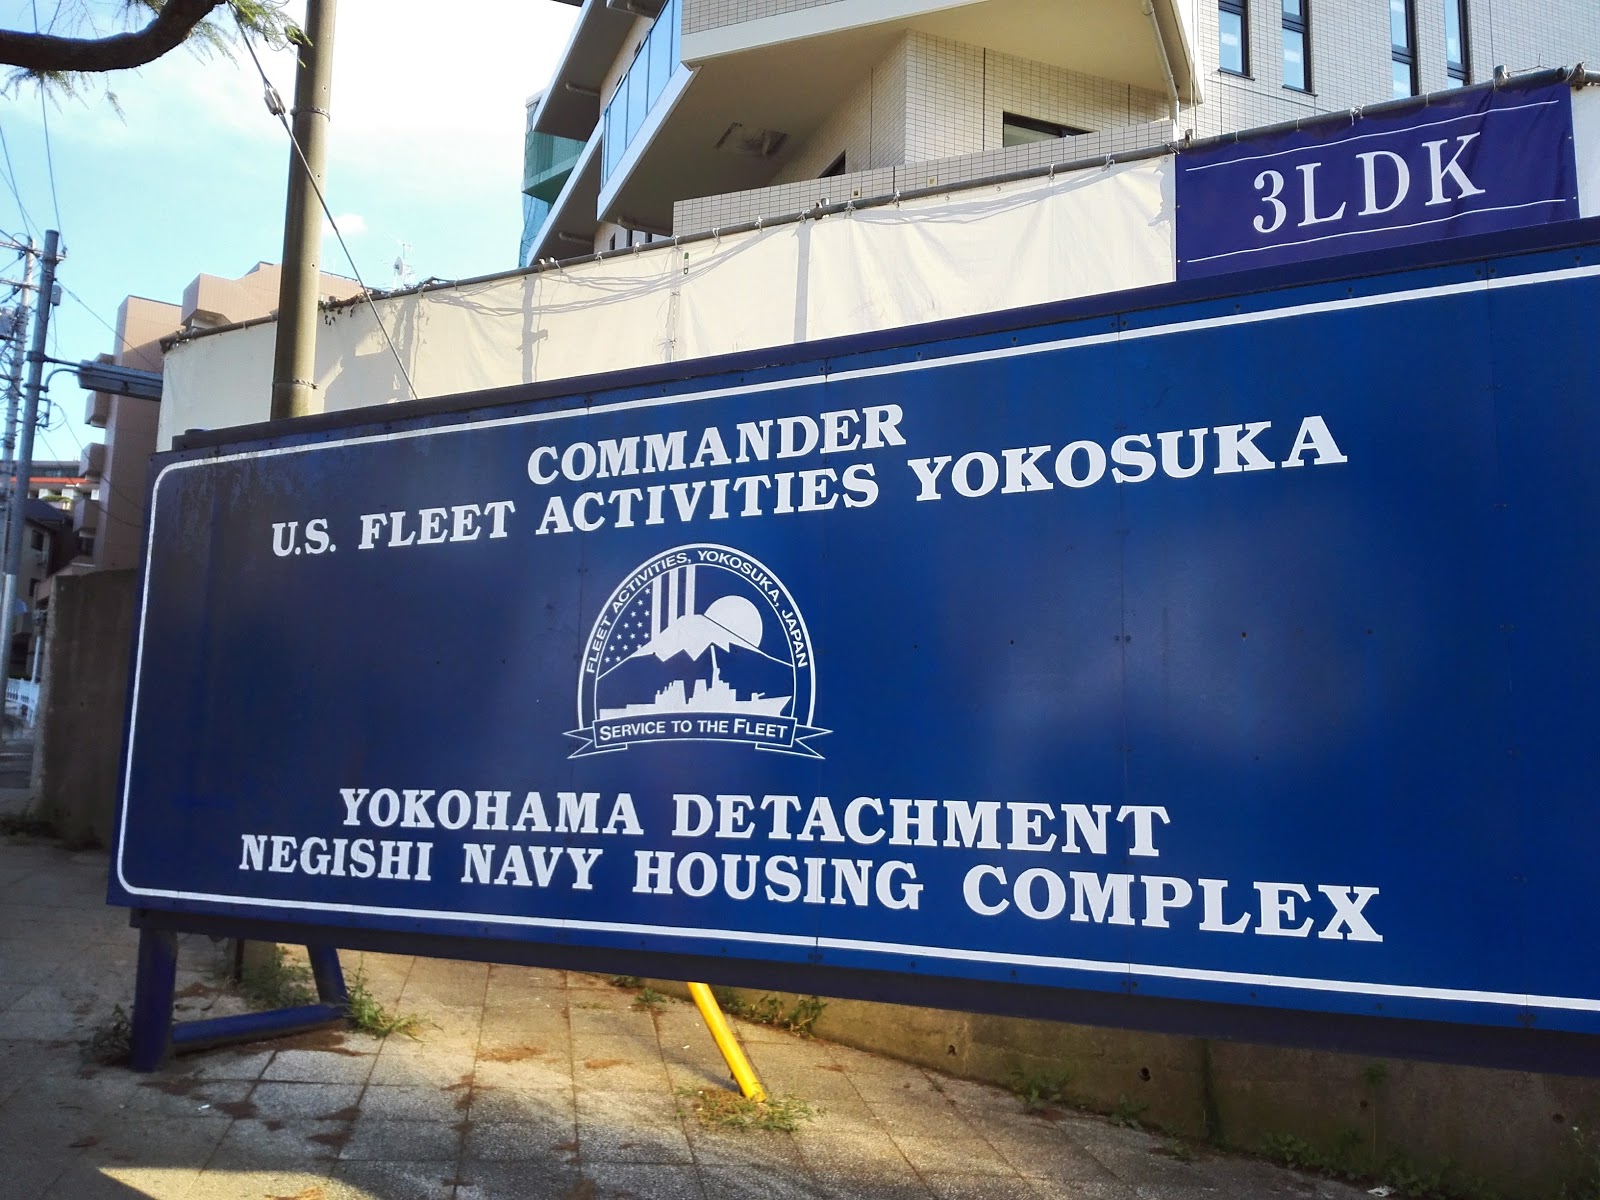 3LDK
COMMANDER
U.S. FLEET ACTIVITIES YOKOSUKA
FLEET ACTIVITIES, YOKOSUKA, JAPAN
SERVICE TO THE FLEET
YOKOHAMA DETACHMENT
NEGISHI NAVY HOUSING COMPLEX